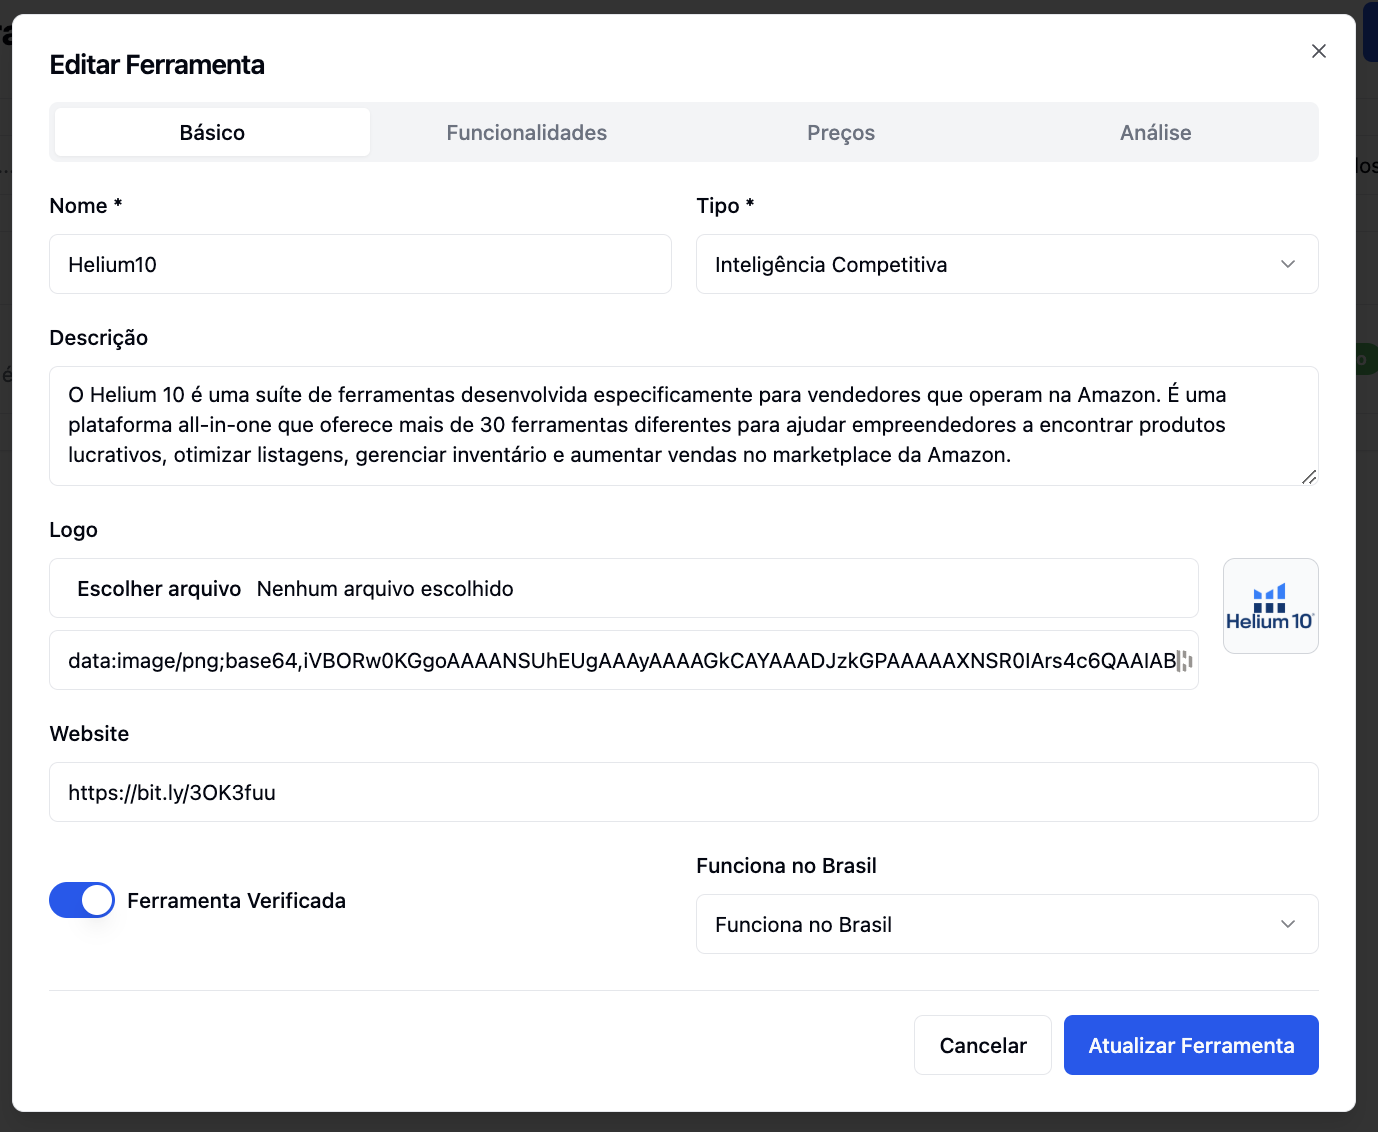 Editar Ferramenta
Básico Funcionalidades Preços Análise
Nome * Tipo *
Helium10 Inteligência Competitiva
Descrição
O Helium 10 é uma suíte de ferramentas desenvolvida especificamente para vendedores que operam na Amazon. É uma
plataforma all-in-one que oferece mais de 30 ferramentas diferentes para ajudar empreendedores a encontrar produtos
lucrativos, otimizar listagens, gerenciar inventário e aumentar vendas no marketplace da Amazon.
Logo
Escolher arquivo Nenhum arquivo escolhido
Helium 10
data:image/png;base64,iVBORw0KGgoAAAANSUhEUgAAAyAAAAGkCAYAAADJzkGPAAAAAXNSR0IArs4c6QAAIAB
Website
https://bit.ly/3OK3fuu
Ferramenta Verificada
Funciona no Brasil
Funciona no Brasil
Cancelar Atualizar Ferramenta